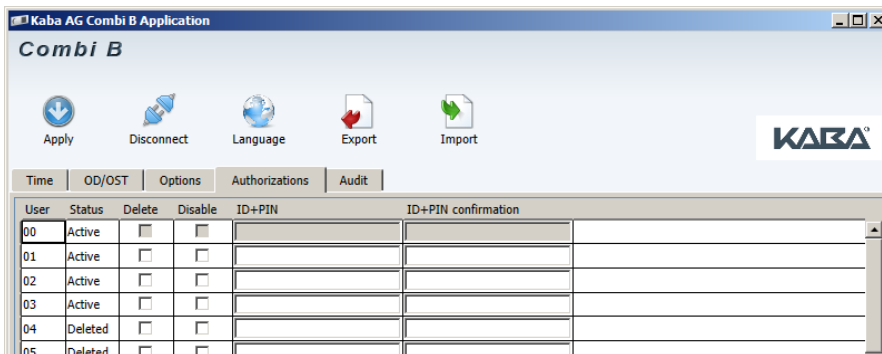 Kaba AG Combi B Application
Combi B
Apply Disconnect Language Export Import
KABA
Time OD/OST Options Authorizations Audit
User Status Delete Disable ID+PIN ID+PIN confirmation
00 Active
01 Active
02 Active
03 Active
04 Deleted
05 Deleted